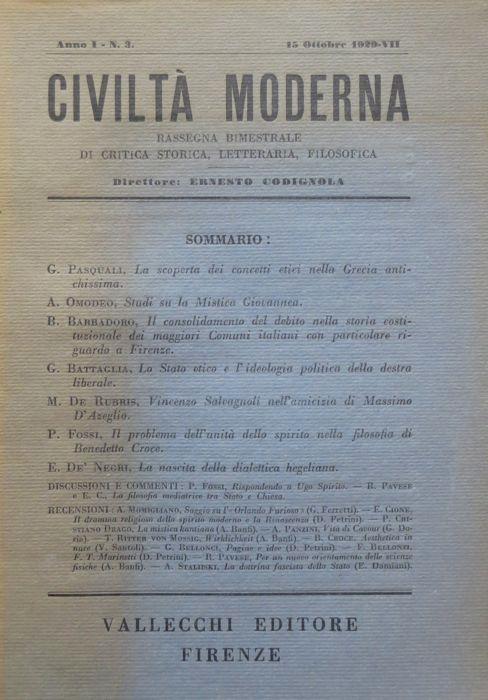 Anno I - N. 3. 15 Ottobre 1929-VII
CIVILTÀ MODERNA
RASSEGNA BIMESTRALE
DI CRITICA STORICA, LETTERARIA, FILOSOFICA
Direttore: ERNESTO CODIGNOLA
SOMMARIO:
G. PASQUALI, La scoperta dei concetti etici nella Grecia anti-
chissima.
A. OMODEO, Studi su la Mistica Giovannea.
B. BARBADORO, Il consolidamento del debito nella storia costi-
tuzionale dei maggiori Comuni italiani con particolare ri-
guardo a Firenze.
G. BATTAGLIA, Lo Stato etico e l'ideologia politica della destra
liberale.
M. DE RUBRIS, Vincenzo Salvagnoli nell'amicizia di Massimo
D'Azeglio.
P. FOSSI, Il problema dell'unità dello spirito nella filosofia di
Benedetto Croce.
E. DE' NEGRI, La nascita della dialettica hegeliana.
DISCUSSIONI E COMMENTI: P. FOSSI, Rispondendo a Ugo Spirito. — R. PAVESE
e E. C., La filosofia mediatrice tra Stato e Chiesa.
RECENSIONI: A. MOMIGLIANO, Saggio su l'« Orlando Furioso » (G. Ferretti). — E. CIONE,
Il dramma religioso dello spirito moderno e la Rinascenza (D. Petrini). — P. CRI-
STIANO DRAGO, La mistica kantiana (A. Banfi). — A. PANZINI, Vita di Cavour (G. Do-
ria). — T. RITTER VON MOSSIG, Wirklichkeit (A. Banfi). — B. CROCE, Aesthetica in
nuce (V. Santoli). — G. BELLONCI, Pagine e idee (D. Petrini). — F. BELLONZI,
F. T. Marinetti (D. Petrini). — R. PAVESE, Per un nuovo orientamento delle scienze
fisiche (A. Banfi). — A. STALIISKI, La dottrina fascista dello Stato (E. Damiani).
VALLECCHI EDITORE
FIRENZE